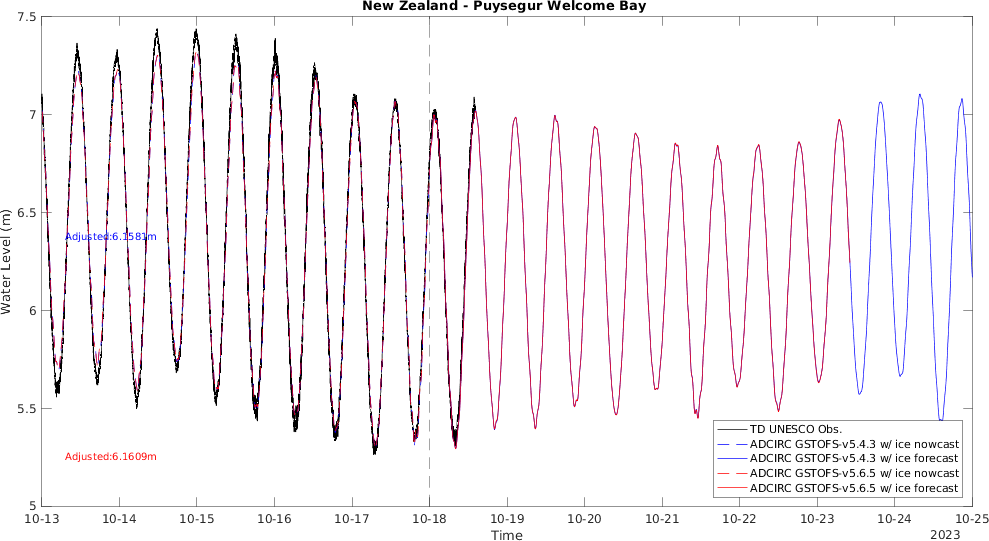 New Zealand - Puysegur Welcome Bay
7.5
7
6.5
6
5.5
5
Water Level (m)
Adjusted:6.1581m
Adjusted:6.1609m
TD UNESCO Obs.
ADCIRC GSTOFS-v5.4.3 w/ ice nowcast
ADCIRC GSTOFS-v5.4.3 w/ ice forecast
ADCIRC GSTOFS-v5.6.5 w/ ice nowcast
ADCIRC GSTOFS-v5.6.5 w/ ice forecast
10-13 10-14 10-15 10-16 10-17 10-18 10-19 10-20 10-21 10-22 10-23 10-24 10-25
Time
2023